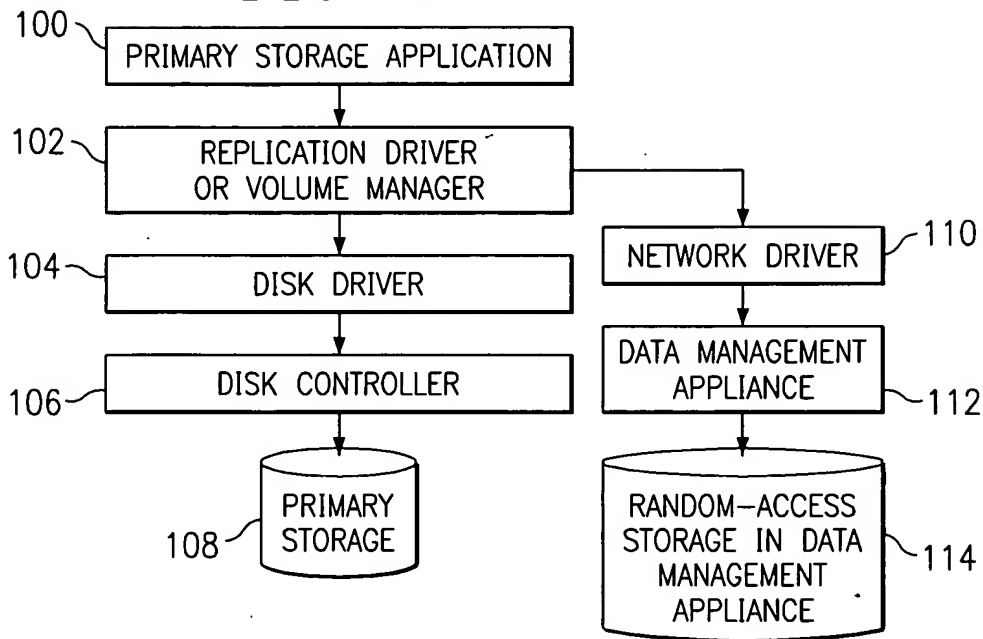 100
PRIMARY STORAGE APPLICATION
102
REPLICATION DRIVER
OR VOLUME MANAGER
104
DISK DRIVER
NETWORK DRIVER
110
106
DISK CONTROLLER
DATA MANAGEMENT
APPLIANCE
112
108
PRIMARY
STORAGE
RANDOM-ACCESS
STORAGE IN DATA
MANAGEMENT
APPLIANCE
114